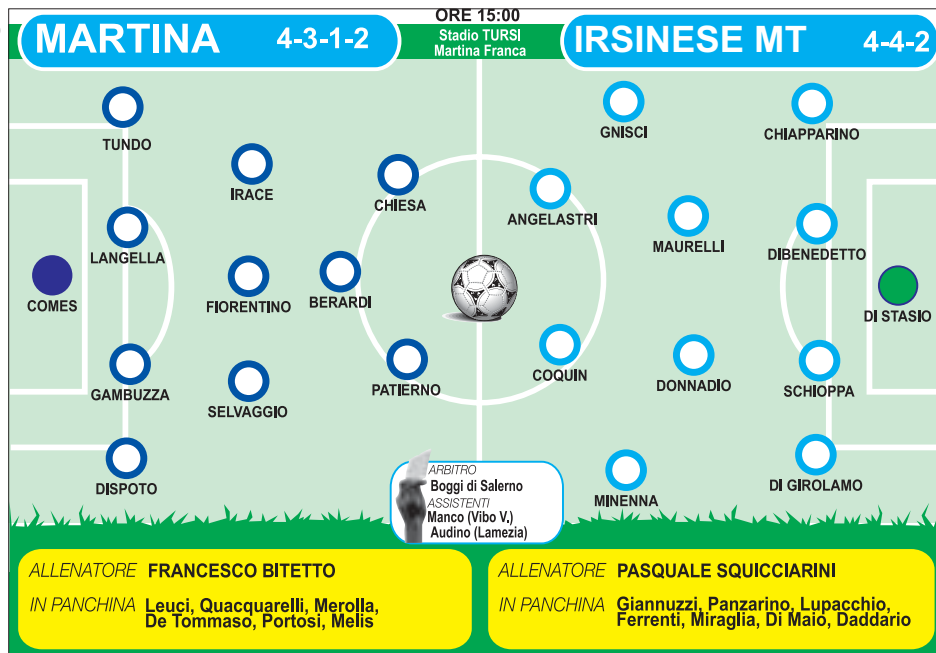 ORE 15:00
MARTINA 4-3-1-2
Stadio TURSI
Martina Franca
IRSINESE MT 4-4-2
TUNDO
IRACE
LANGELLA
CHIESA
COMES
FIORENTINO
BERARDI
GAMBUZZA
SELVAGGIO
PATIERNO
DISPOTO
GNISCI
CHIAPPARINO
ANGELASTRI
MAURELLI
DIBENEDETTO
DI STASIO
COQUIN
DONNADIO
SCHIOPPA
MINENNA
DI GIROLAMO
ARBITRO
Boggi di Salerno
ASSISTENTI
Manco (Vibo V.)
Audino (Lamezia)
ALLENATORE FRANCESCO BITETTO
IN PANCHINA Leuci, Quacquarelli, Merolla,
De Tommaso, Portosi, Melis
ALLENATORE PASQUALE SQUICCIARINI
IN PANCHINA Giannuzzi, Panzarino, Lupacchio,
Ferrenti, Miraglia, Di Maio, Daddario